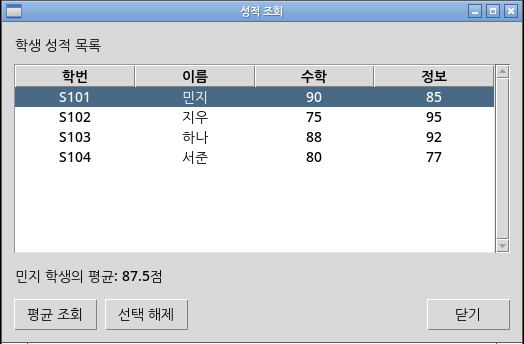 성적 조회
학생 성적 목록
학번 이름 수학 정보
S101 민지 90 85
S102 지우 75 95
S103 하나 88 92
S104 서준 80 77
민지 학생의 평균: 87.5점
평균 조회 선택 해제 닫기